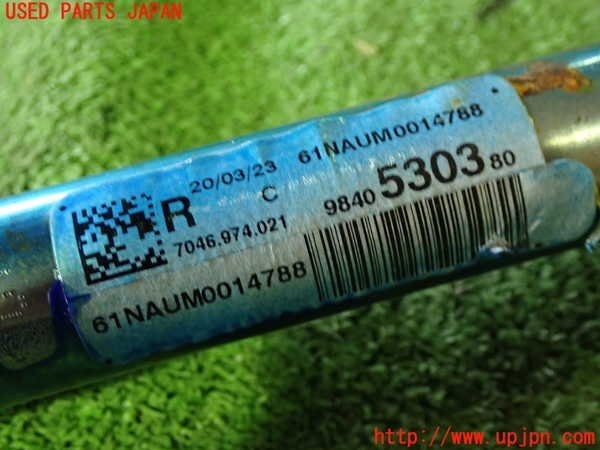 USED PARTS JAPAN
20/03/23 61NAUM0014788
R C 9840 5303 80
7046.974.021
61NAUM0014788
http://www.upjpn.com/